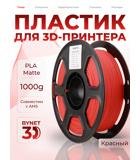 ПЛАСТИК
ДЛЯ 3D-ПРИНТЕРА
PLA
Matte
1000g
Совместим
с AMS
BYNET
3D
Красный